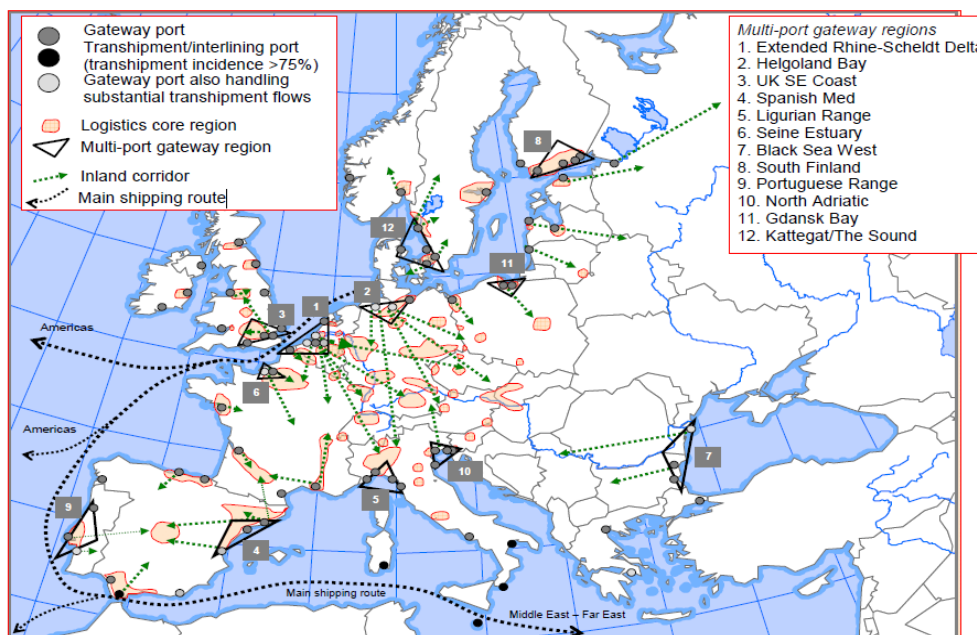 Gateway port
Transhipment/interlining port
(transhipment incidence >75%)
Gateway port also handling
substantial transhipment flows
Logistics core region
Multi-port gateway region
Inland corridor
Main shipping route
Multi-port gateway regions
1. Extended Rhine-Scheldt Delta
2. Helgoland Bay
3. UK SE Coast
4. Spanish Med
5. Ligurian Range
6. Seine Estuary
7. Black Sea West
8. South Finland
9. Portuguese Range
10. North Adriatic
11. Gdansk Bay
12. Kattegat/The Sound
8
12
11
2
1
3
Americas
6
Americas
7
10
5
9
4
Main shipping route
Middle East – Far East